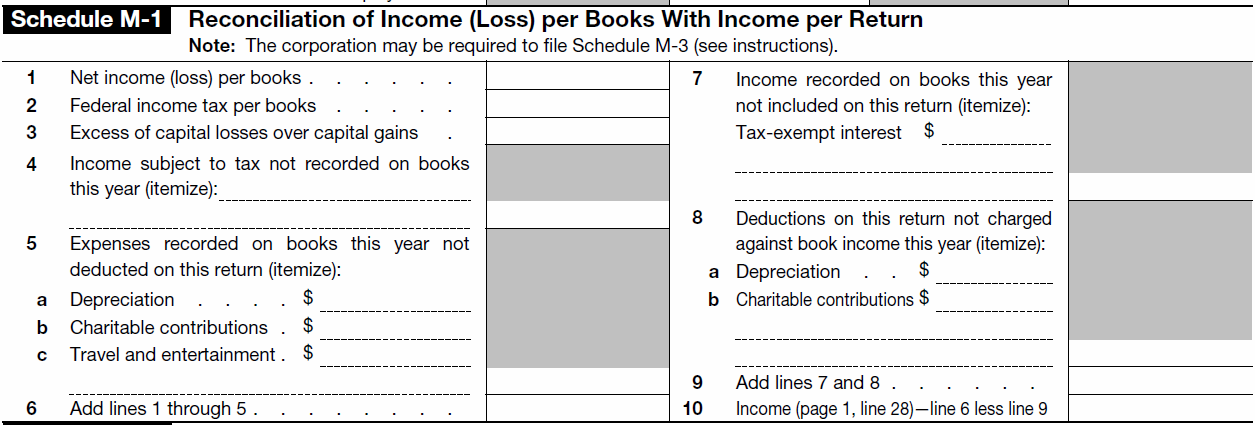 Schedule M-1 Reconciliation of Income (Loss) per Books With Income per Return
Note: The corporation may be required to file Schedule M-3 (see instructions).
1 Net income (loss) per books . . . . . .
2 Federal income tax per books . . . . .
3 Excess of capital losses over capital gains .
4 Income subject to tax not recorded on books
this year (itemize):
5 Expenses recorded on books this year not
deducted on this return (itemize):
a Depreciation . . . . $
b Charitable contributions . $
c Travel and entertainment . $
6 Add lines 1 through 5 . . . . . . . .
7 Income recorded on books this year
not included on this return (itemize):
Tax-exempt interest $
8 Deductions on this return not charged
against book income this year (itemize):
a Depreciation . . $
b Charitable contributions $
9 Add lines 7 and 8 . . . . . .
10 Income (page 1, line 28)—line 6 less line 9